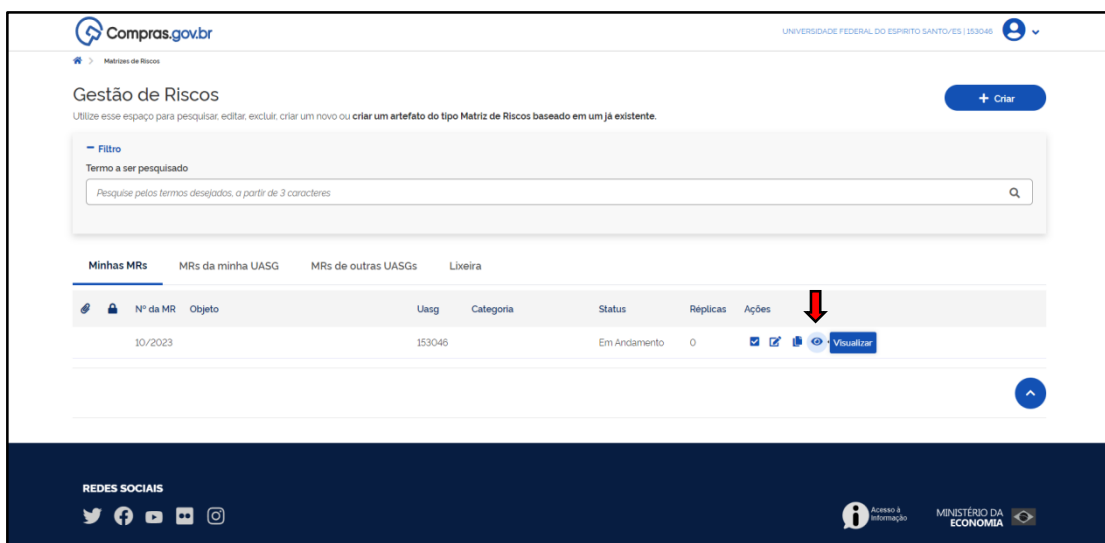 Compras.gov.br
UNIVERSIDADE FEDERAL DO ESPIRITO SANTO/ES | 153046
Matrizes de Riscos
Gestão de Riscos
+ Criar
Utilize esse espaço para pesquisar, editar, excluir, criar um novo ou criar um artefato do tipo Matriz de Riscos baseado em um já existente.
Filtro
Termo a ser pesquisado
Pesquise pelos termos desejados, a partir de 3 caracteres
Minhas MRs MRs da minha UASG MRs de outras UASGs Lixeira
Nº da MR Objeto Uasg Categoria Status Réplicas Ações
10/2023 153046 Em Andamento 0 Visualizar
REDES SOCIAIS
Acesso à
Informação
MINISTÉRIO DA
ECONOMIA